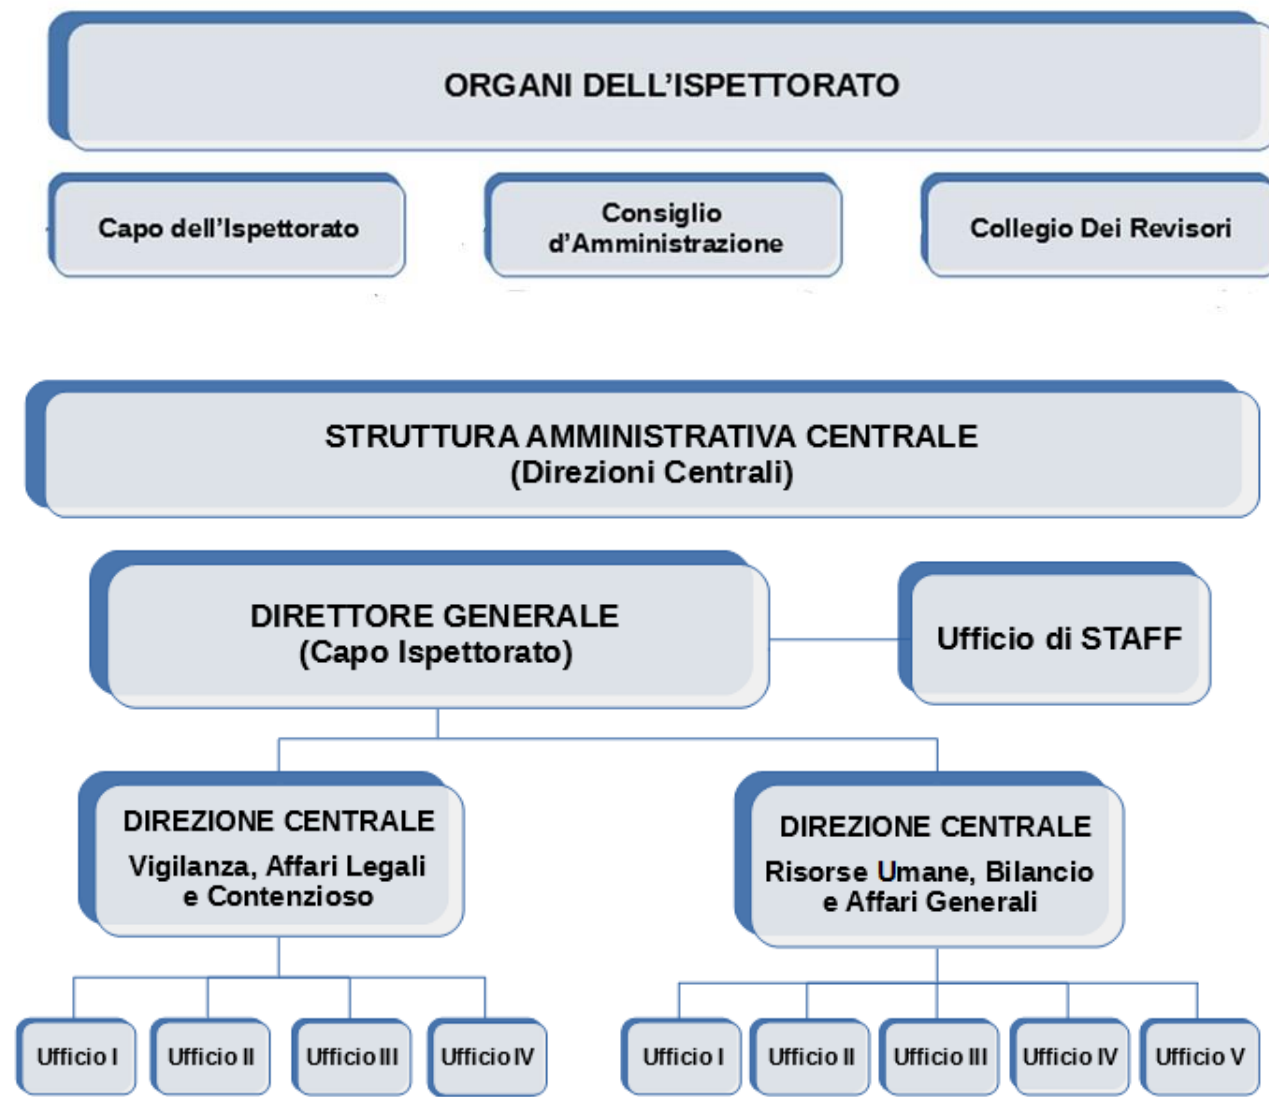 ORGANI DELL’ISPETTORATO
Capo dell’Ispettorato
Consiglio
d’Amministrazione
Collegio Dei Revisori
STRUTTURA AMMINISTRATIVA CENTRALE
(Direzioni Centrali)
DIRETTORE GENERALE
(Capo Ispettorato)
Ufficio di STAFF
DIREZIONE CENTRALE
Vigilanza, Affari Legali
e Contenzioso
DIREZIONE CENTRALE
Risorse Umane, Bilancio
e Affari Generali
Ufficio I
Ufficio II
Ufficio III
Ufficio IV
Ufficio I
Ufficio II
Ufficio III
Ufficio IV
Ufficio V